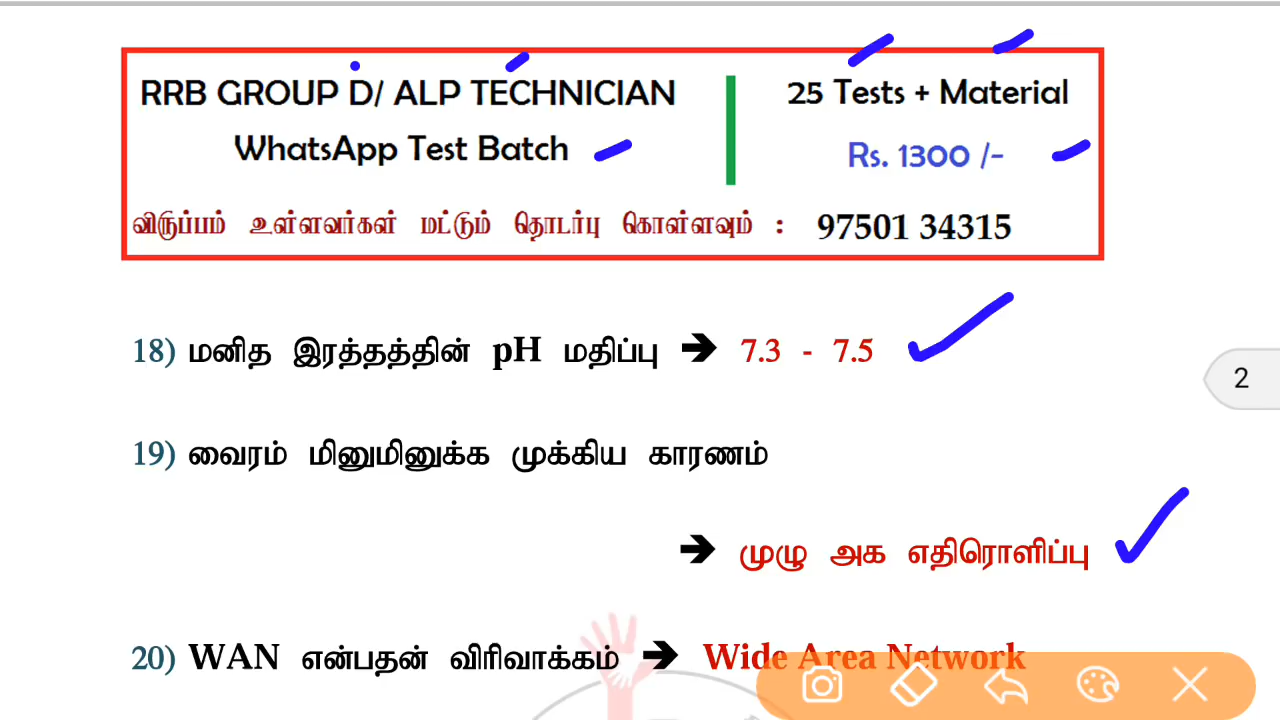 RRB GROUP D/ ALP TECHNICIAN
WhatsApp Test Batch
25 Tests + Material
Rs. 1300 /-
விருப்பம் உள்ளவர்கள் மட்டும் தொடர்பு கொள்ளவும் : 97501 34315
18) மனித இரத்தத்தின் pH மதிப்பு ➔ 7.3 - 7.5
2
19) வைரம் மினுமினுக்க முக்கிய காரணம்
➔ முழு அக எதிரொளிப்பு
20) WAN என்பதன் விரிவாக்கம் ➔ Wide Area Network